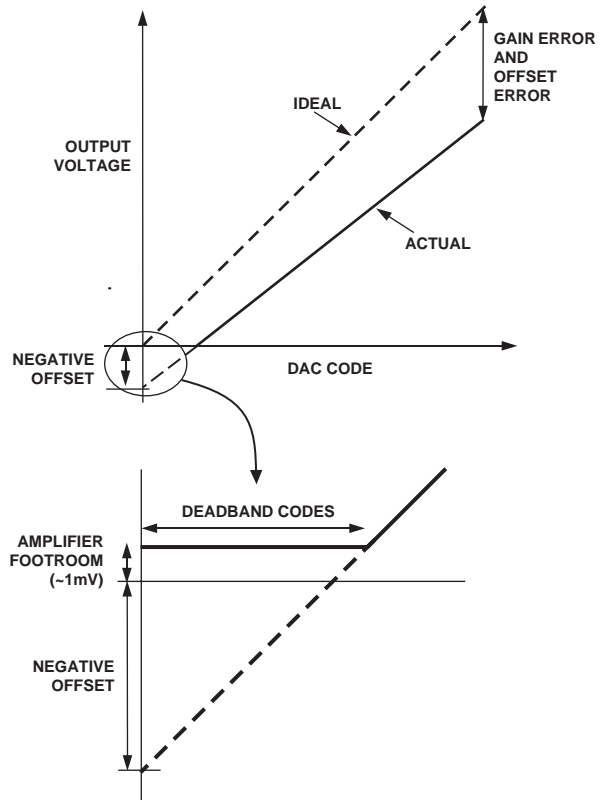 GAIN ERROR
AND
OFFSET
ERROR
IDEAL
OUTPUT
VOLTAGE
ACTUAL
NEGATIVE
OFFSET
DAC CODE
DEADBAND CODES
AMPLIFIER
FOOTROOM
(~1mV)
NEGATIVE
OFFSET